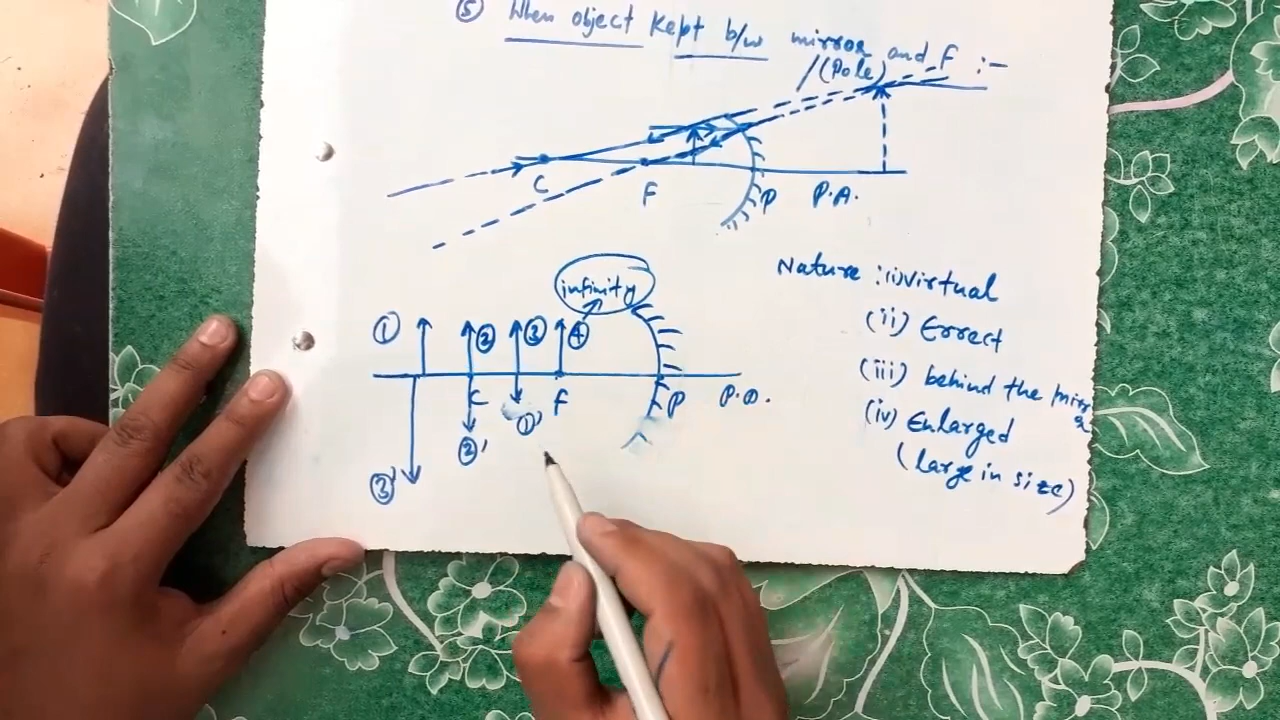 ⑤ When object kept b/w mirror and F :-
/(Pole)
C F P P.A.
Nature : (i) Virtual
(ii) Errect
(iii) behind the mirror
(iv) Enlarged
(large in size)
infinity
① ② ③ ④
C F P P.A.
①'
②'
③'